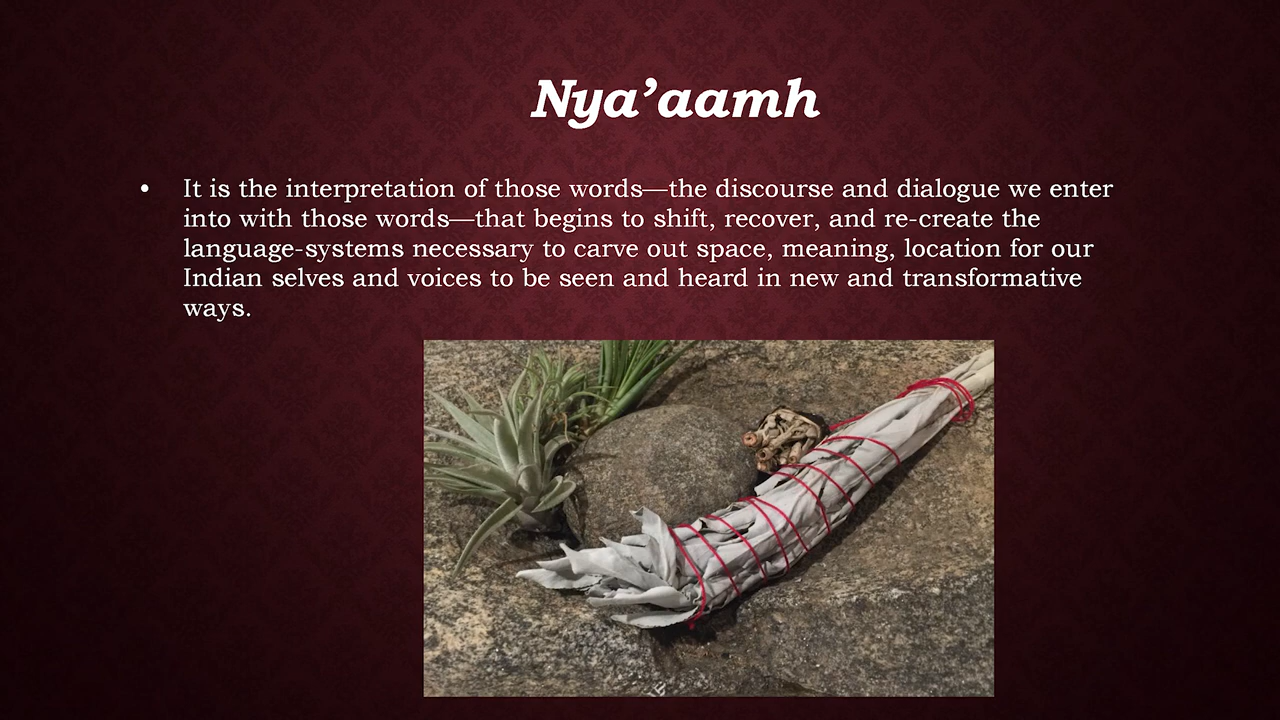 Nya’aamh
• It is the interpretation of those words—the discourse and dialogue we enter
into with those words—that begins to shift, recover, and re-create the
language-systems necessary to carve out space, meaning, location for our
Indian selves and voices to be seen and heard in new and transformative
ways.